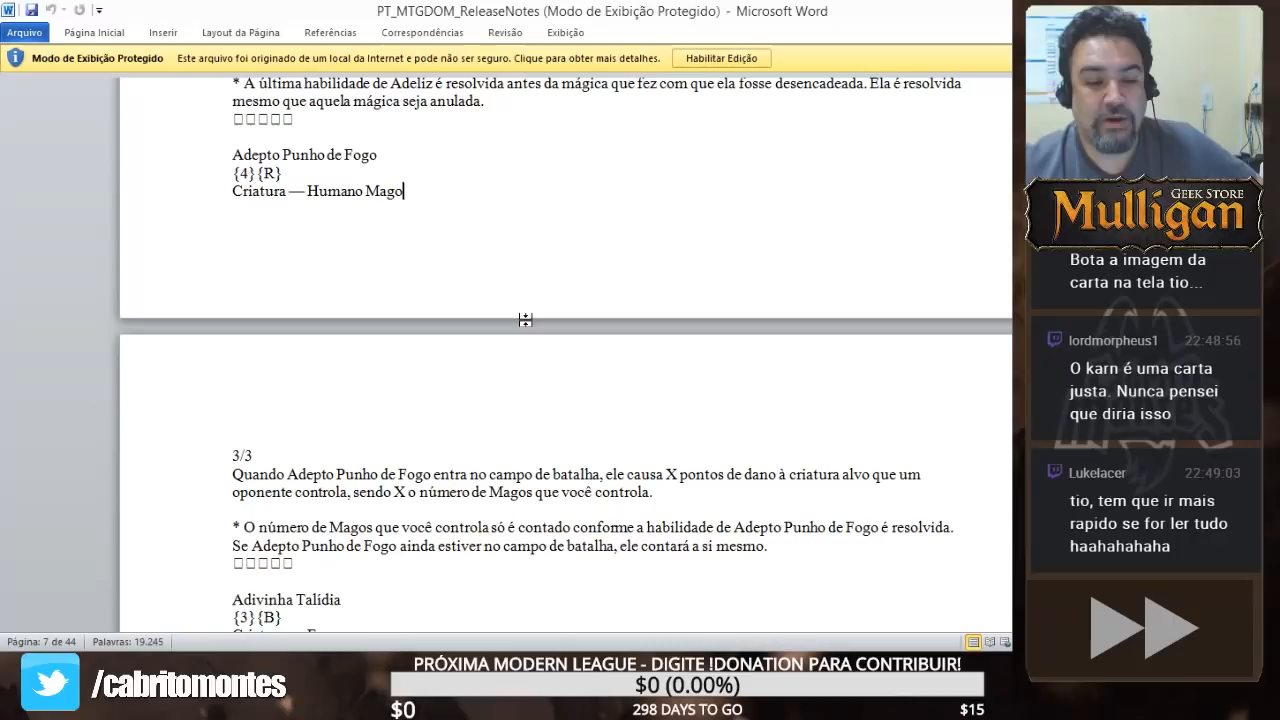 PT_MTGDOM_ReleaseNotes (Modo de Exibição Protegido) - Microsoft Word
Arquivo Página Inicial Inserir Layout da Página Referências Correspondências Revisão Exibição
Modo de Exibição Protegido Este arquivo foi originado de um local da Internet e pode não ser seguro. Clique para obter mais detalhes. Habilitar Edição
* A última habilidade de Adeliz é resolvida antes da mágica que fez com que ela fosse desencadeada. Ela é resolvida
mesmo que aquela mágica seja anulada.
Adepto Punho de Fogo
{4}{R}
Criatura — Humano Mago
3/3
Quando Adepto Punho de Fogo entra no campo de batalha, ele causa X pontos de dano à criatura alvo que um
oponente controla, sendo X o número de Magos que você controla.
* O número de Magos que você controla só é contado conforme a habilidade de Adepto Punho de Fogo é resolvida.
Se Adepto Punho de Fogo ainda estiver no campo de batalha, ele contará a si mesmo.
Adivinha Talídia
{3}{B}
Página: 7 de 44 Palavras: 19.245
GEEK STORE
Mulligan
Bota a imagem da
carta na tela tio...
lordmorpheus1 22:48:56
O karn é uma carta
justa. Nunca pensei
que diria isso
Lukelacer 22:49:03
tio, tem que ir mais
rapido se for ler tudo
haahahahaha
/cabritomontes
PRÓXIMA MODERN LEAGUE - DIGITE !DONATION PARA CONTRIBUIR!
$0 (0.00%)
$0 298 DAYS TO GO $15